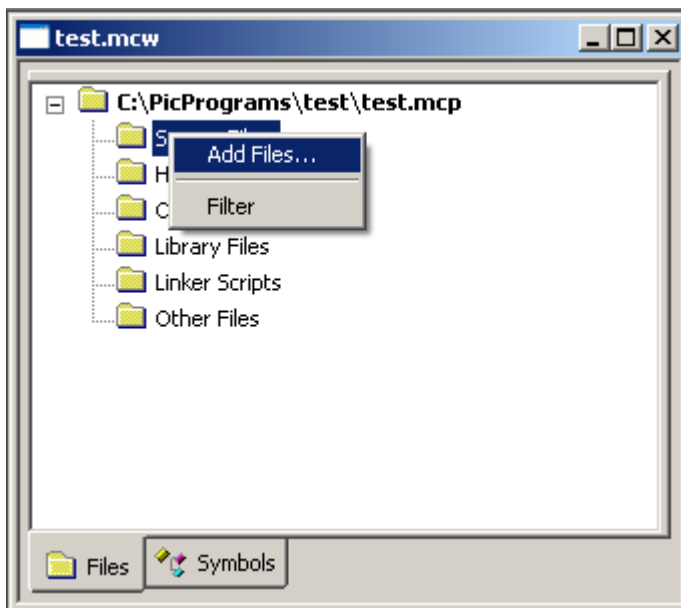 test.mcw
C:\PicPrograms\test\test.mcp
Add Files...
Filter
Library Files
Linker Scripts
Other Files
Files
Symbols